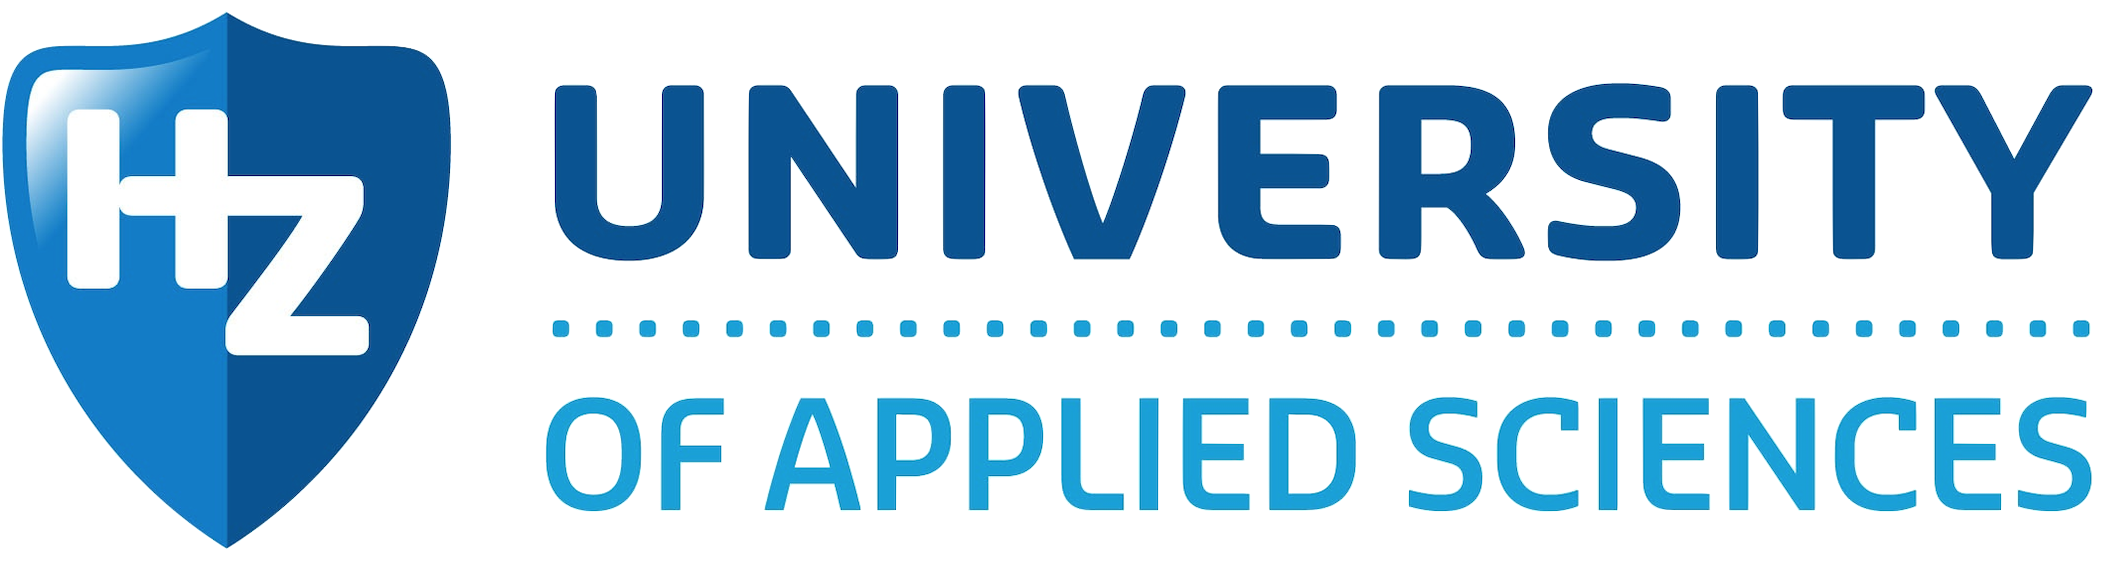 HZ
UNIVERSITY
OF APPLIED SCIENCES